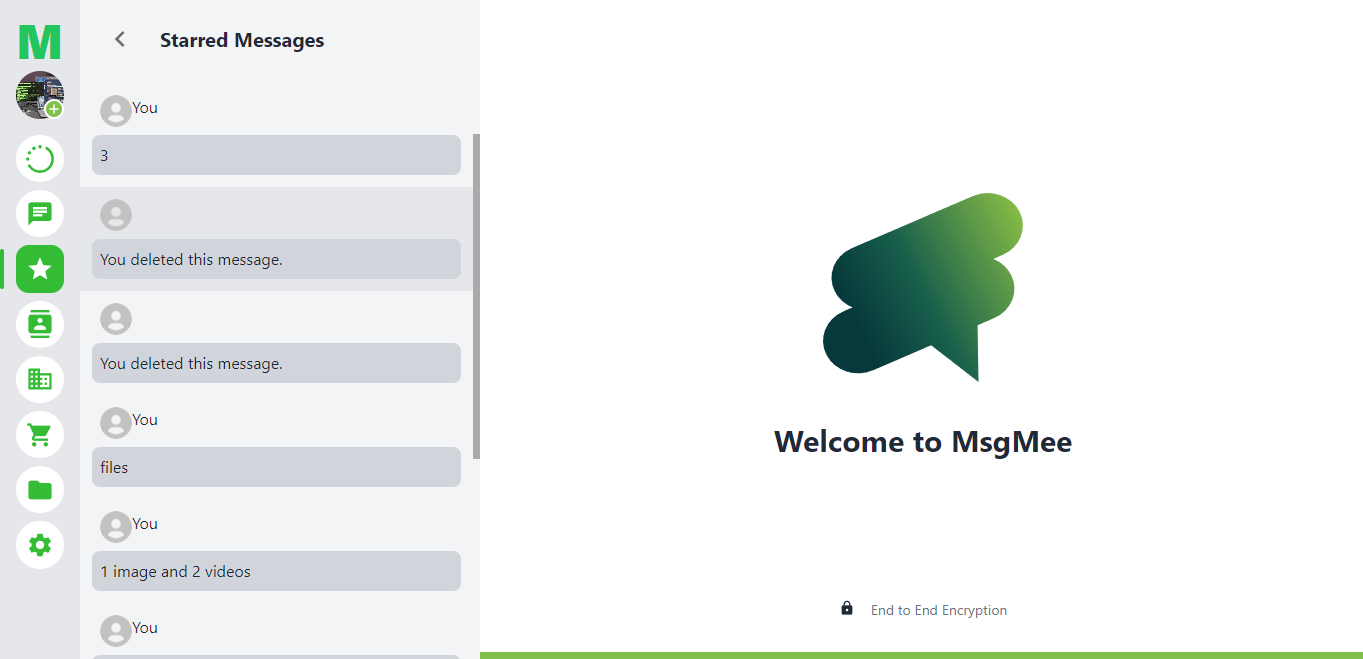 M
Starred Messages
You
3
You deleted this message.
You deleted this message.
You
files
You
1 image and 2 videos
You
Welcome to MsgMee
End to End Encryption